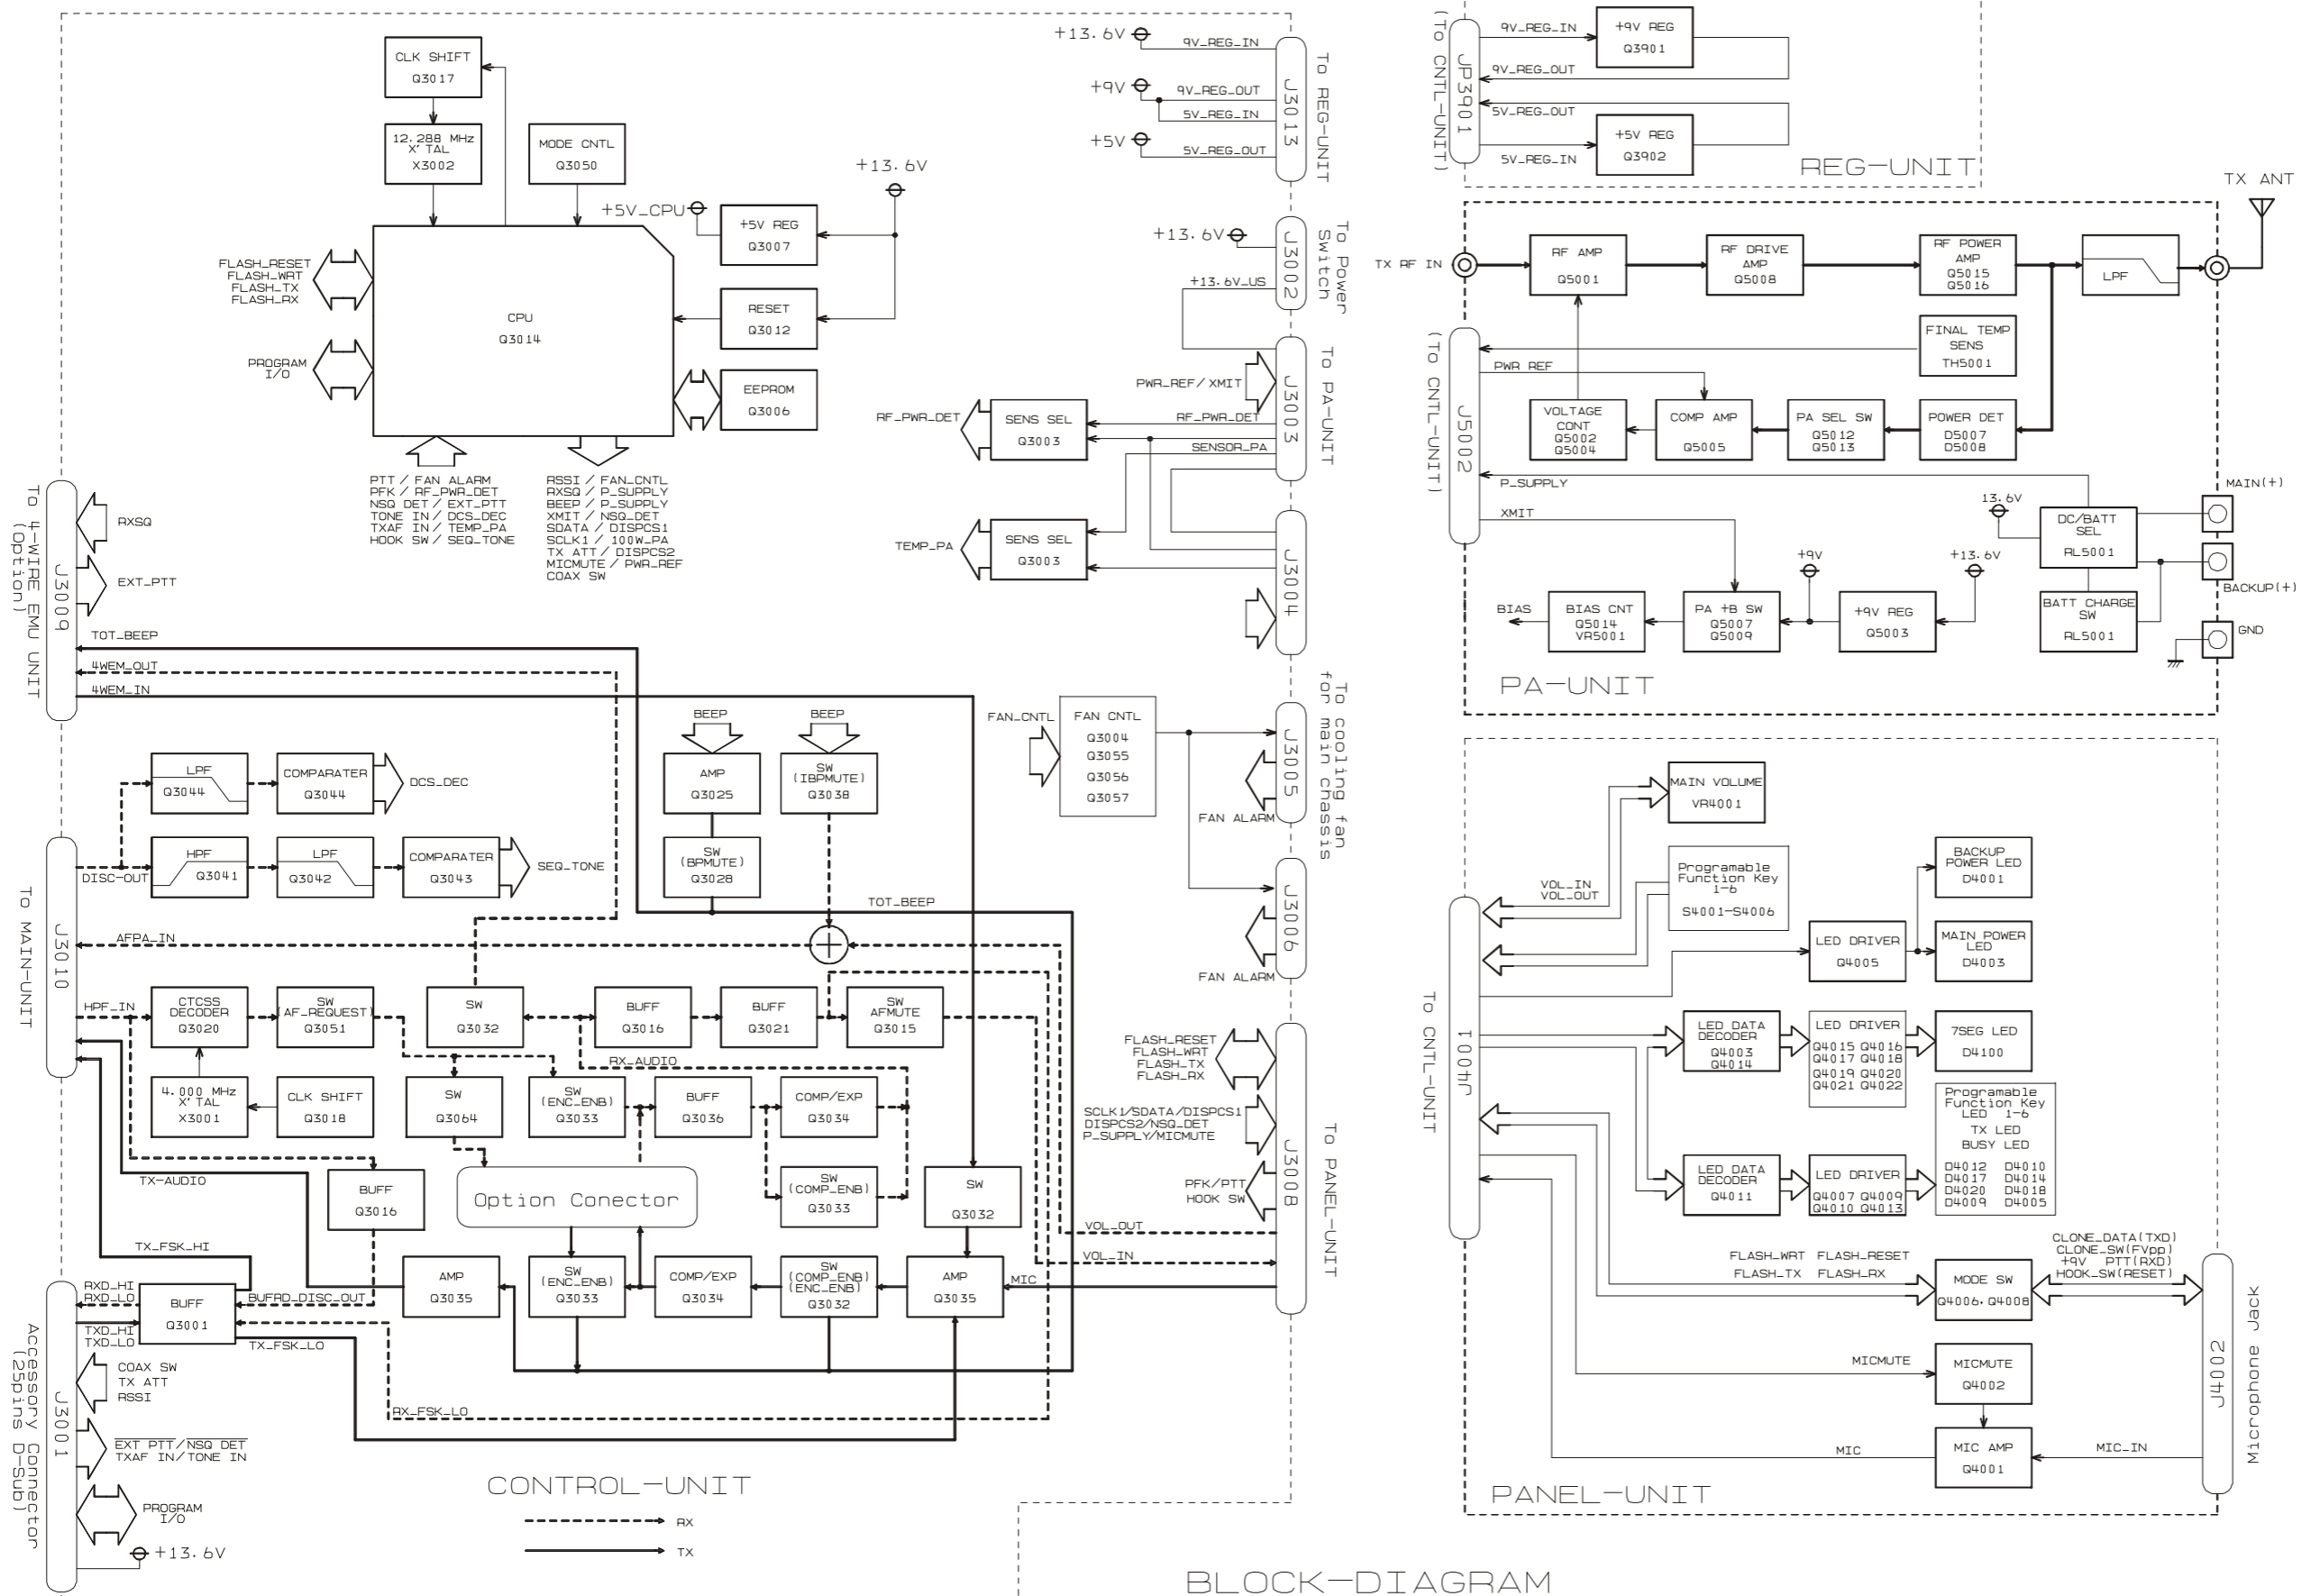 CLK SHIFT
Q3017
12.288 MHz
X'TAL
X3002
MODE CNTL
Q3050
+5V_CPU
+5V REG
Q3007
+13.6V
RESET
Q3012
CPU
Q3014
EEPROM
Q3006
FLASH_RESET
FLASH_WRT
FLASH_TX
FLASH_RX
PROGRAM
I/O
PTT / FAN ALARM
PFK / RF_PWR_DET
NSQ DET / EXT_PTT
TONE IN / DCS_DEC
TXAF IN / TEMP_PA
HOOK SW / SEQ_TONE
RSSI / FAN_CNTL
RXSQ / P_SUPPLY
BEEP / P_SUPPLY
XMIT / NSQ_DET
SDATA / DISPCS1
SCLK1 / 100W_PA
TX ATT / DISPCS2
MICMUTE / PWR_REF
COAX SW
+13.6V
9V_REG_IN
+9V
9V_REG_OUT
5V_REG_IN
+5V
5V_REG_OUT
J3013
To REG-UNIT
+13.6V
+13.6V_US
J3002
To Power
Switch
PWR_REF/XMIT
RF_PWR_DET
SENSOR_PA
J3003
To PA-UNIT
RF_PWR_DET
SENS SEL
Q3003
TEMP_PA
SENS SEL
Q3003
J3004
To 4-WIRE EMU UNIT
(Option)
J3009
RXSQ
EXT_PTT
TOT_BEEP
4WEM_OUT
4WEM_IN
FAN_CNTL
FAN CNTL
Q3004
Q3055
Q3056
Q3057
J3005
FAN ALARM
To cooling fan
for main chassis
J3006
FAN ALARM
BEEP
AMP
Q3025
SW
(BPMUTE)
Q3028
BEEP
SW
(IBPMUTE)
Q3038
TOT_BEEP
LPF
Q3044
COMPARATER
Q3044
DCS_DEC
HPF
Q3041
LPF
Q3042
COMPARATER
Q3043
SEQ_TONE
DISC-OUT
To MAIN-UNIT
J3010
AFPA_IN
HPF_IN
CTCSS
DECODER
Q3020
SW
(AF_REQUEST)
Q3051
SW
Q3032
BUFF
Q3016
BUFF
Q3021
SW
AFMUTE
Q3015
RX_AUDIO
4.000 MHz
X'TAL
X3001
CLK SHIFT
Q3018
SW
Q3064
SW
(ENC_ENB)
Q3033
BUFF
Q3036
COMP/EXP
Q3034
TX-AUDIO
BUFF
Q3016
Option Conector
SW
(COMP_ENB)
Q3033
SW
Q3032
TX_FSK_HI
AMP
Q3035
SW
(ENC_ENB)
Q3033
COMP/EXP
Q3034
SW
(COMP_ENB)
(ENC_ENB)
Q3032
AMP
Q3035
MIC
VOL_OUT
VOL_IN
FLASH_RESET
FLASH_WRT
FLASH_TX
FLASH_RX
SCLK1/SDATA/DISPCS1
DISPCS2/NSQ_DET
P_SUPPLY/MICMUTE
PFK/PTT
HOOK SW
J3008
To PANEL-UNIT
Accessory Connector
(25pins D-Sub)
J3001
RXD_HI
RXD_LO
TXD_HI
TXD_LO
BUFF
Q3001
BUFRD_DISC_OUT
TX_FSK_LO
COAX SW
TX ATT
RSSI
RX_FSK_LO
EXT PTT/NSQ DET
TXAF IN/TONE IN
PROGRAM
I/O
+13.6V
CONTROL-UNIT
RX
TX
(To CNTL-UNIT)
JP3901
9V_REG_IN
+9V REG
Q3901
9V_REG_OUT
5V_REG_OUT
+5V REG
Q3902
5V_REG_IN
REG-UNIT
TX ANT
TX RF IN
RF AMP
Q5001
RF DRIVE
AMP
Q5008
RF POWER
AMP
Q5015
Q5016
LPF
(To CNTL-UNIT)
J5002
FINAL TEMP
SENS
TH5001
PWR REF
VOLTAGE
CONT
Q5002
Q5004
COMP AMP
Q5005
PA SEL SW
Q5012
Q5013
POWER DET
D5007
D5008
P_SUPPLY
XMIT
13.6V
DC/BATT
SEL
RL5001
MAIN(+)
BACKUP(+)
GND
BATT CHARGE
SW
RL5001
BIAS
BIAS CNT
Q5014
VR5001
PA +B SW
Q5007
Q5009
+9V
+9V REG
Q5003
+13.6V
PA-UNIT
MAIN VOLUME
VR4001
VOL_IN
VOL_OUT
Programable
Function Key
1-6
S4001-S4006
BACKUP
POWER LED
D4001
LED DRIVER
Q4005
MAIN POWER
LED
D4003
To CNTL-UNIT
J4001
LED DATA
DECODER
Q4003
Q4014
LED DRIVER
Q4015 Q4016
Q4017 Q4018
Q4019 Q4020
Q4021 Q4022
7SEG LED
D4100
LED DATA
DECODER
Q4011
LED DRIVER
Q4007 Q4009
Q4010 Q4013
Programable
Function Key
LED 1-6
TX LED
BUSY LED
D4012 D4010
D4017 D4014
D4020 D4018
D4009 D4005
FLASH_WRT FLASH_RESET
FLASH_TX FLASH_RX
MODE SW
Q4006.Q4008
CLONE_DATA(TXD)
CLONE_SW(FVpp)
+9V PTT(RXD)
HOOK_SW(RESET)
MICMUTE
MICMUTE
Q4002
MIC
MIC AMP
Q4001
MIC_IN
J4002
Microphone Jack
PANEL-UNIT
BLOCK-DIAGRAM